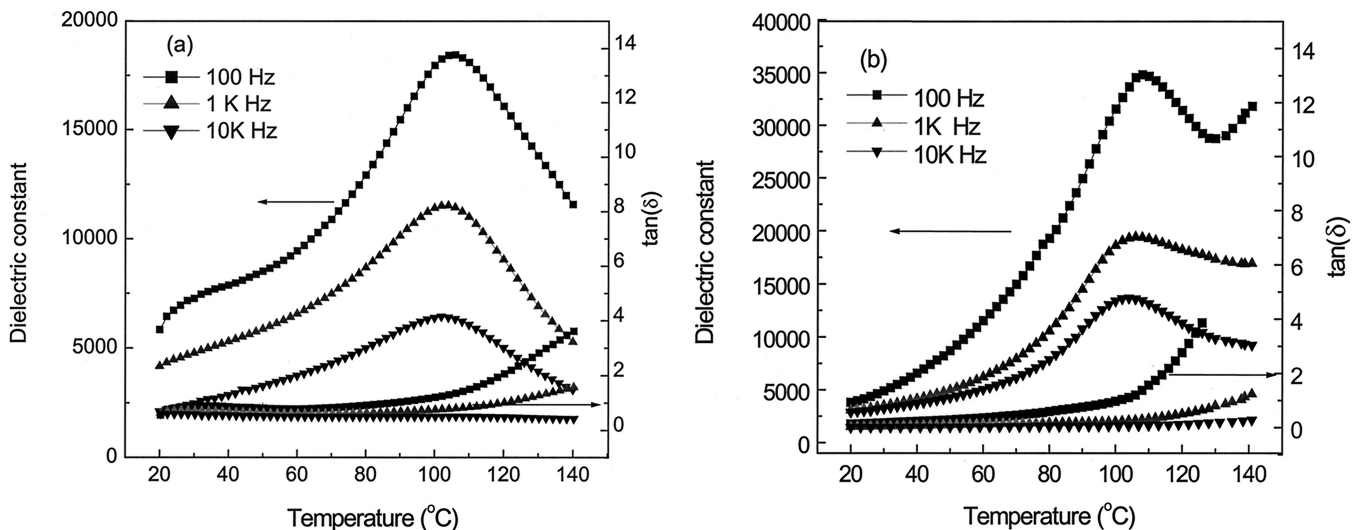 (a)
100 Hz
1 K Hz
10K Hz
20000
15000
10000
5000
0
Dielectric constant
14
12
10
8
6
4
2
0
tan(δ)
20 40 60 80 100 120 140
Temperature (°C)
(b)
100 Hz
1K Hz
10K Hz
40000
35000
30000
25000
20000
15000
10000
5000
0
Dielectric constant
14
12
10
8
6
4
2
0
tan(δ)
20 40 60 80 100 120 140
Temperature (°C)